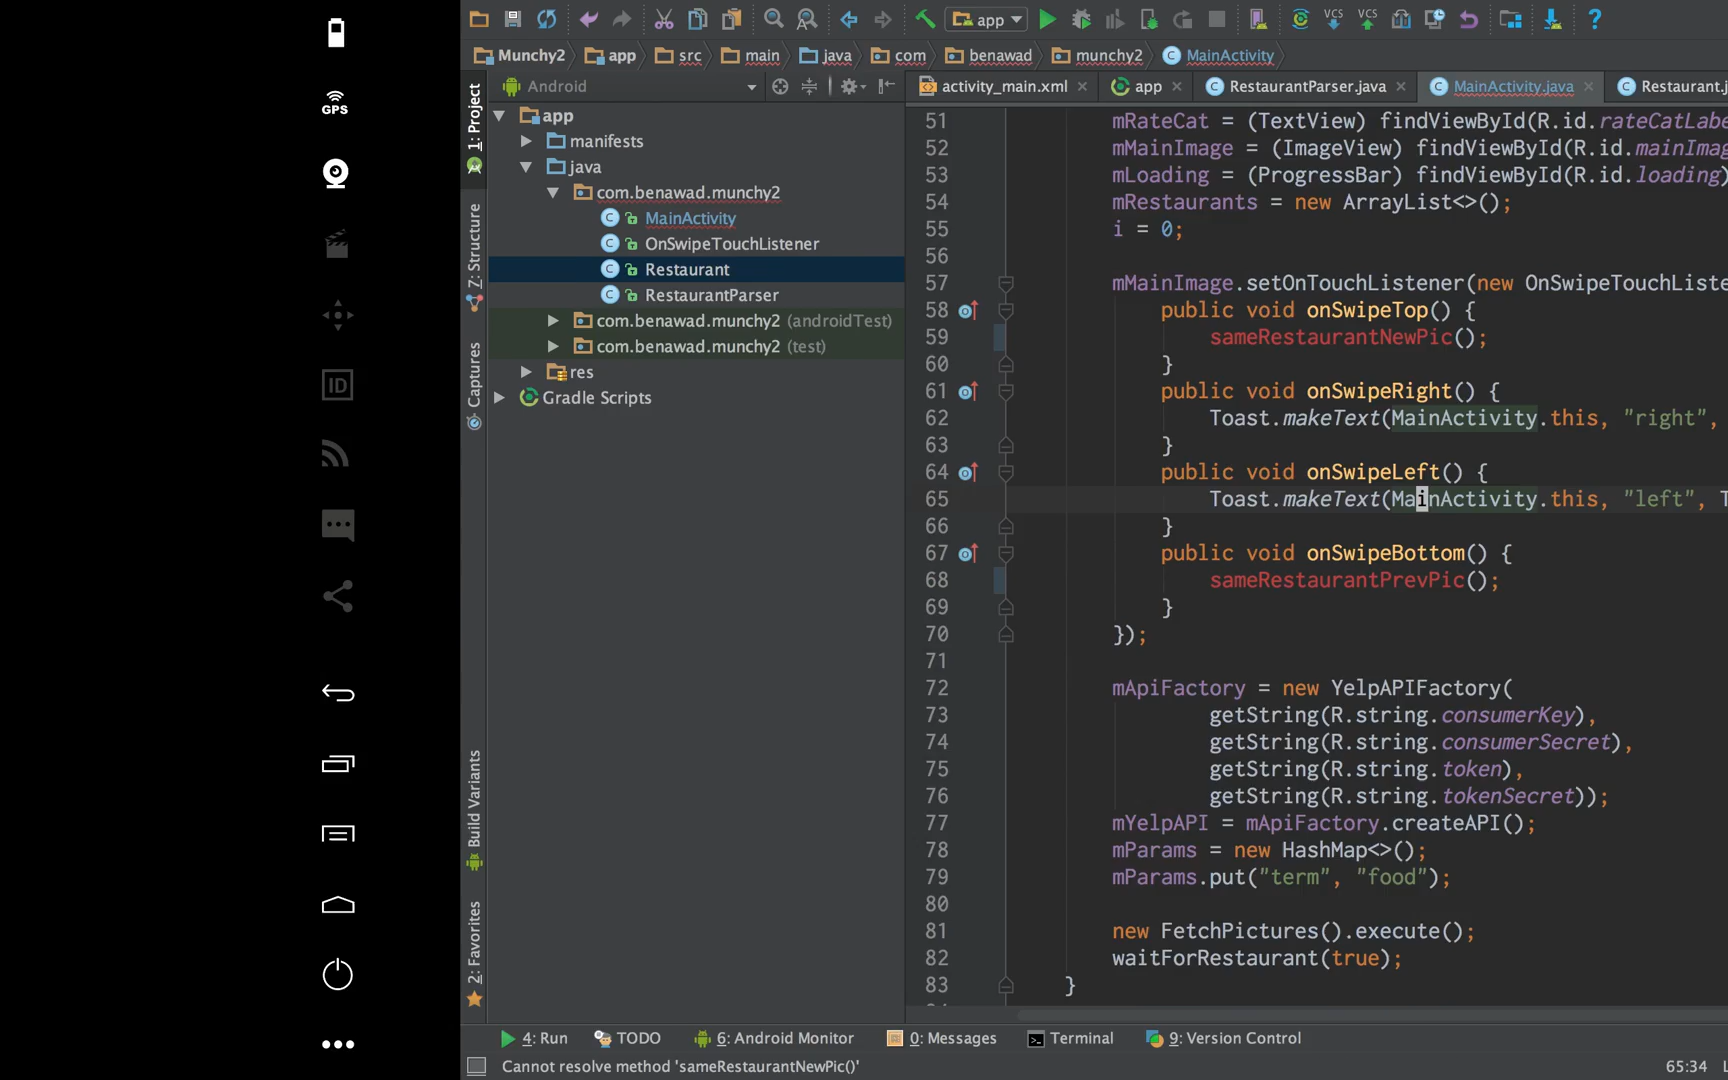 GPS
ID
app
VCS
VCS
?
Munchy2
app
src
main
java
com
benawad
munchy2
MainActivity
1: Project
Z: Structure
Captures
Build Variants
2: Favorites
Android
app
manifests
java
com.benawad.munchy2
MainActivity
OnSwipeTouchListener
Restaurant
RestaurantParser
com.benawad.munchy2 (androidTest)
com.benawad.munchy2 (test)
res
Gradle Scripts
activity_main.xml
app
RestaurantParser.java
MainActivity.java
Restaurant.j
51 mRateCat = (TextView) findViewById(R.id.rateCatLabe
52 mMainImage = (ImageView) findViewById(R.id.mainImag
53 mLoading = (ProgressBar) findViewById(R.id.loading)
54 mRestaurants = new ArrayList<>();
55 i = 0;
56
57 mMainImage.setOnTouchListener(new OnSwipeTouchListe
58 public void onSwipeTop() {
59 sameRestaurantNewPic();
60 }
61 public void onSwipeRight() {
62 Toast.makeText(MainActivity.this, "right",
63 }
64 public void onSwipeLeft() {
65 Toast.makeText(MainActivity.this, "left", T
66 }
67 public void onSwipeBottom() {
68 sameRestaurantPrevPic();
69 }
70 });
71
72 mApiFactory = new YelpAPIFactory(
73 getString(R.string.consumerKey),
74 getString(R.string.consumerSecret),
75 getString(R.string.token),
76 getString(R.string.tokenSecret));
77 mYelpAPI = mApiFactory.createAPI();
78 mParams = new HashMap<>();
79 mParams.put("term", "food");
80
81 new FetchPictures().execute();
82 waitForRestaurant(true);
83 }
4: Run
TODO
6: Android Monitor
0: Messages
Terminal
9: Version Control
Cannot resolve method 'sameRestaurantNewPic()'
65:34